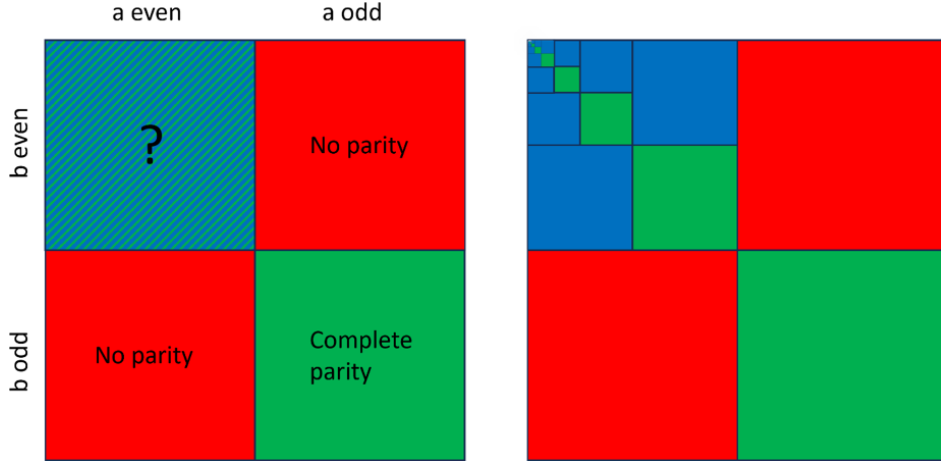 a even
a odd
b even
?
No parity
b odd
No parity
Complete
parity